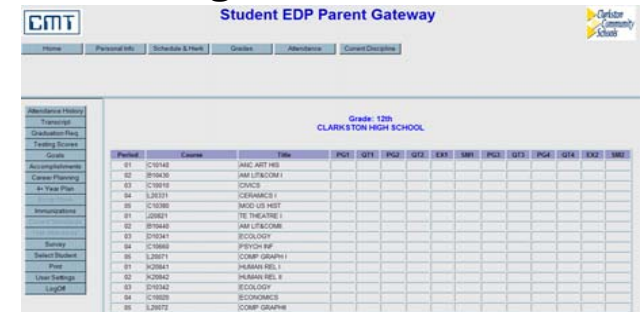 CMT
Student EDP Parent Gateway
Clarkston
Community
Schools
Home Personal Info Schedule & Mark Grades Attendance Current Discipline
Grade: 12th
CLARKSTON HIGH SCHOOL
Attendance History
Transcript
Graduation Req
Testing Scores
Goals
Accomplishments
Career Planning
4+ Year Plan
Immunizations
Survey
Select Student
Print
User Settings
LogOff
Period Course Title PG1 QT1 PG2 QT2 EX1 SM1 PG3 QT3 PG4 QT4 EX2 SM2
01 C10140 ANC ART HIS
02 B10430 AM LIT&COM I
03 C10010 CIVICS
04 L20331 CERAMICS I
05 C10380 MOD US HIST
01 J20821 TE THEATRE I
02 B10440 AM LIT&COMII
03 D10341 ECOLOGY
04 C10660 PSYCH INF
05 L20071 COMP GRAPH I
01 K20841 HUMAN REL I
02 K20842 HUMAN REL II
03 D10342 ECOLOGY
04 C10020 ECONOMICS
05 L20072 COMP GRAPHII